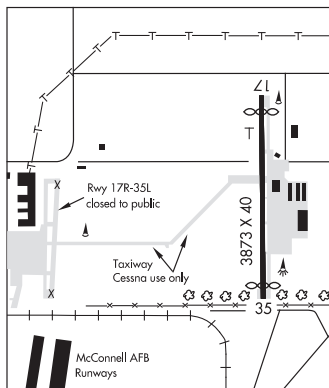 T T T T T
T
T
T
T
17
T
X
Rwy 17R-35L
closed to public
3873 X 40
Taxiway
Cessna use only
X
35
McConnell AFB
Runways